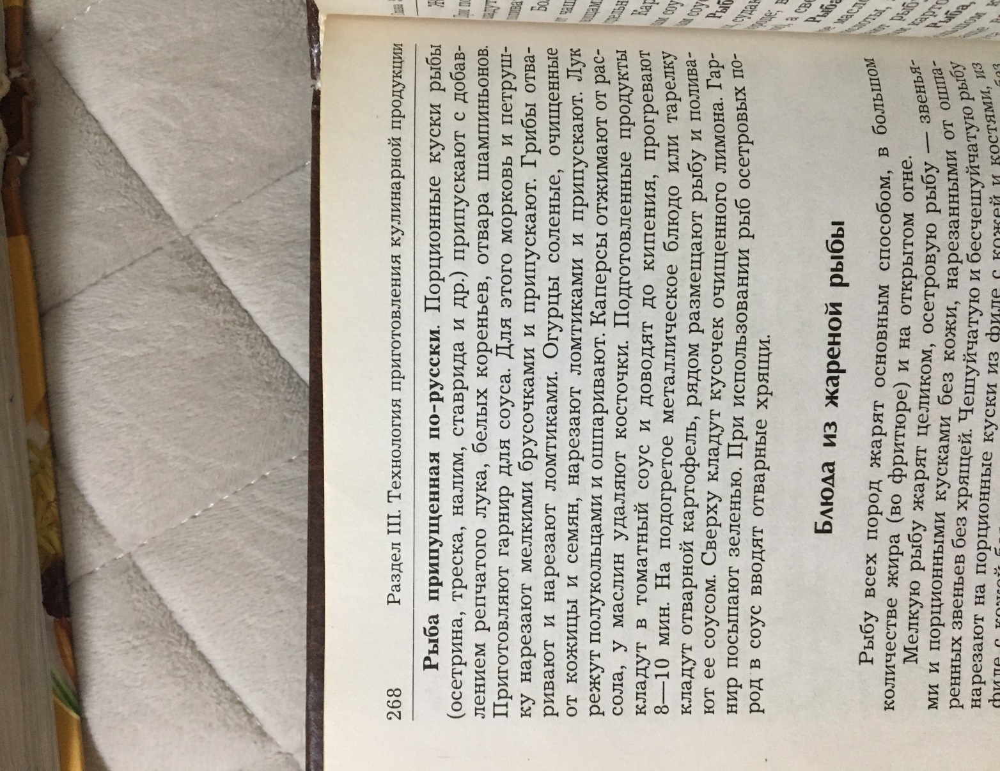 268 Раздел III. Технология приготовления кулинарной продукции
Рыба припущенная по-русски. Порционные куски рыбы
(осетрина, треска, налим, ставрида и др.) припускают с добав-
лением репчатого лука, белых кореньев, отвара шампиньонов.
Приготовляют гарнир для соуса. Для этого морковь и петруш-
ку нарезают мелкими брусочками и припускают. Грибы отва-
ривают и нарезают ломтиками. Огурцы соленые, очищенные
от кожицы и семян, нарезают ломтиками и припускают. Лук
режут полукольцами и ошпаривают. Каперсы отжимают от рас-
сола, у маслин удаляют косточки. Подготовленные продукты
кладут в томатный соус и доводят до кипения, прогревают
8—10 мин. На подогретое металлическое блюдо или тарелку
кладут отварной картофель, рядом размещают рыбу и полива-
ют ее соусом. Сверху кладут кусочек очищенного лимона. Гар-
нир посыпают зеленью. При использовании рыб осетровых по-
род в соус вводят отварные хрящи.
Блюда из жареной рыбы
Рыбу всех пород жарят основным способом, в большом
количестве жира (во фритюре) и на открытом огне.
Мелкую рыбу жарят целиком, осетровую рыбу — звенья-
ми и порционными кусками без кожи, нарезанными от ошпа-
ренных звеньев без хрящей. Чешуйчатую и бесчешуйчатую рыбу
нарезают на порционные куски из филе с кожей и костями, из